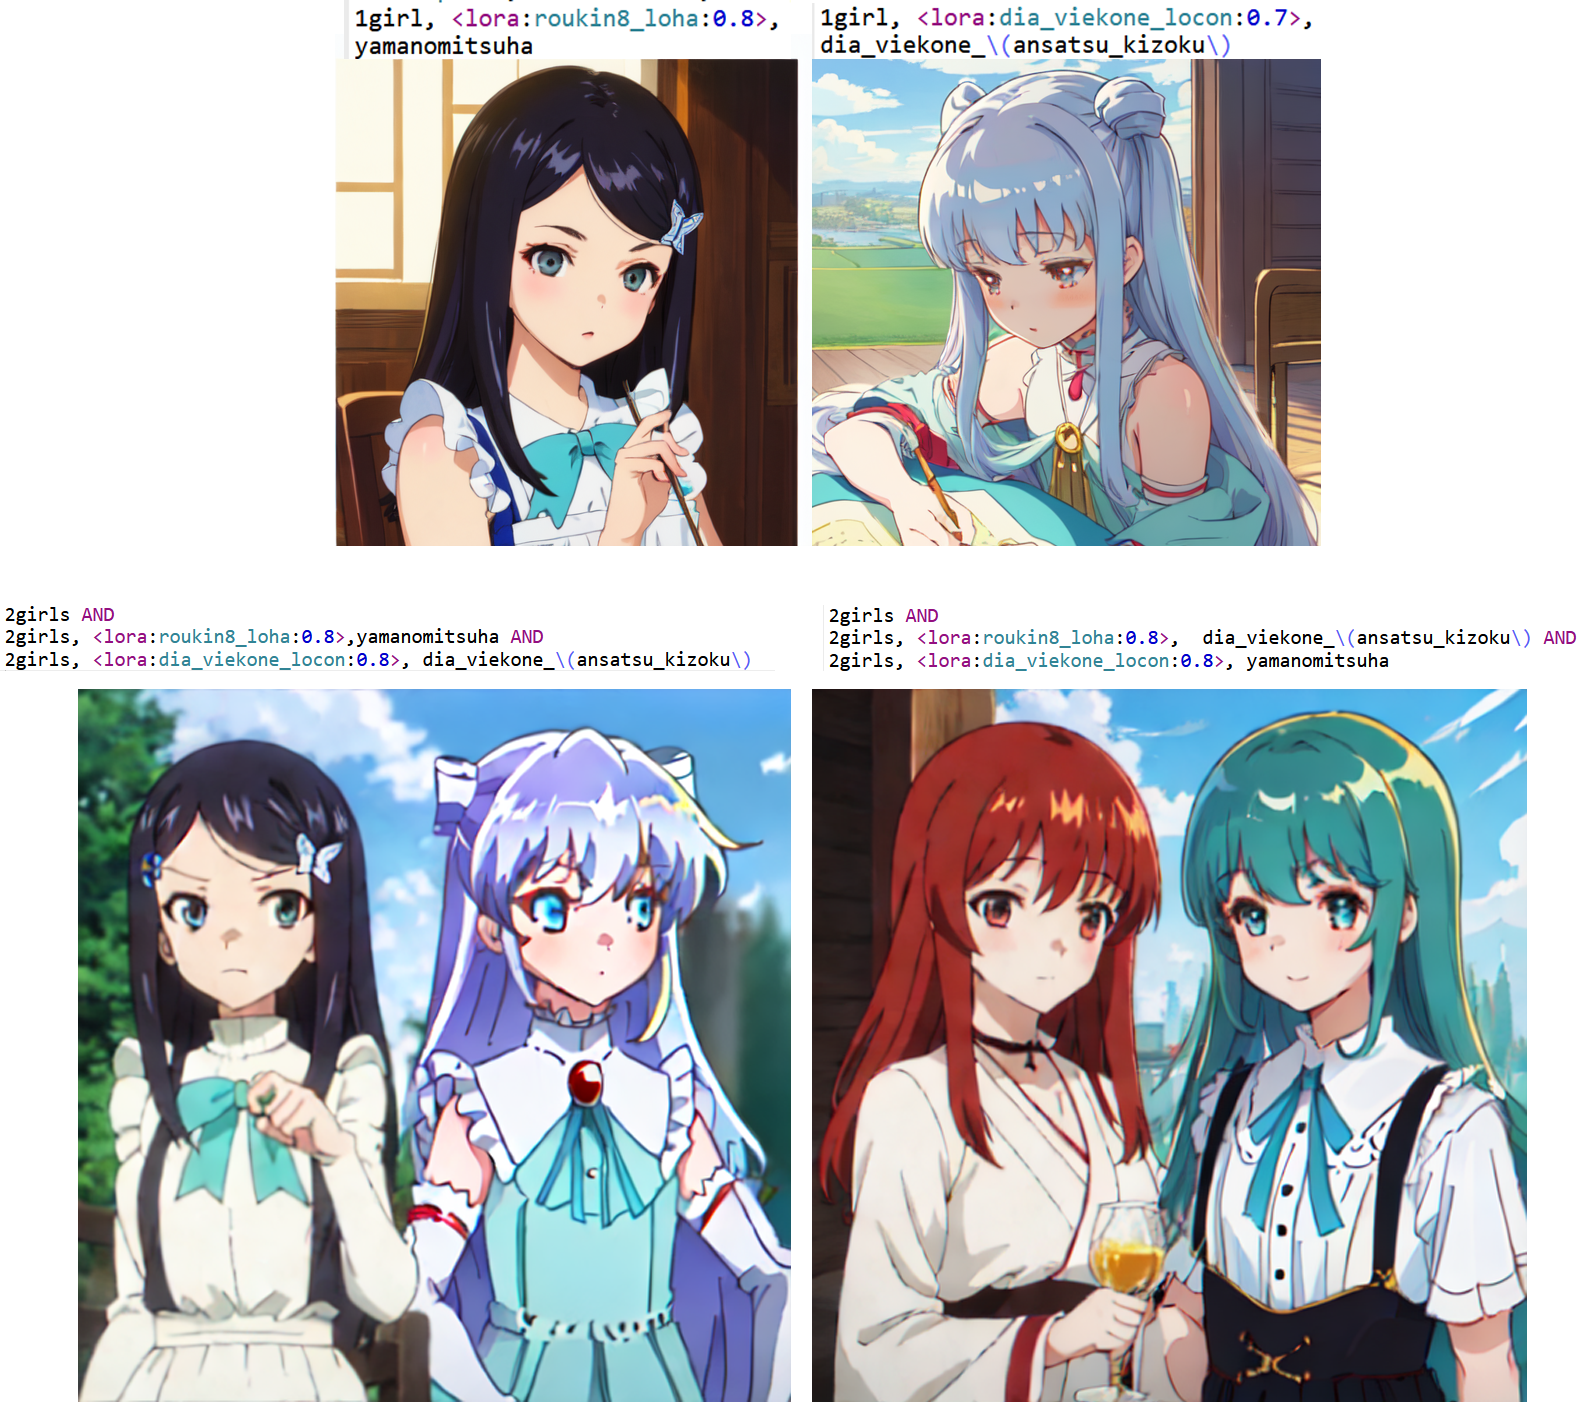 1girl, <lora:roukin8_loha:0.8>,
yamanomitsuha
1girl, <lora:dia_viekone_locon:0.7>,
dia_viekone_\(ansatsu_kizoku\)
2girls AND
2girls, <lora:roukin8_loha:0.8>,yamanomitsuha AND
2girls, <lora:dia_viekone_locon:0.8>, dia_viekone_\(ansatsu_kizoku\)
2girls AND
2girls, <lora:roukin8_loha:0.8>,  dia_viekone_\(ansatsu_kizoku\) AND
2girls, <lora:dia_viekone_locon:0.8>, yamanomitsuha